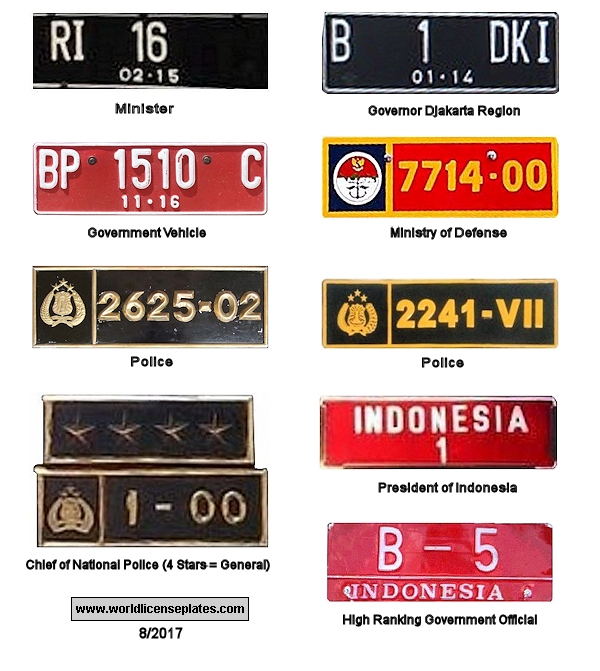 RI 16
02·15
Minister
B 1 DKI
01·14
Governor Djakarta Region
BP 1510 C
11·16
Government Vehicle
7714-00
Ministry of Defense
2625-02
Police
2241-VII
Police
1 - 00
Chief of National Police (4 Stars = General)
INDONESIA
1
President of Indonesia
B - 5
INDONESIA
High Ranking Government Official
www.worldlicenseplates.com
8/2017